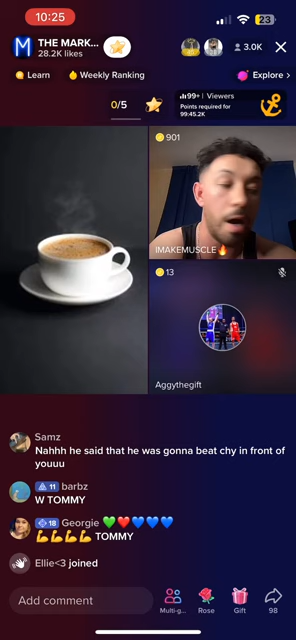 10:25
23
M THE MARK...
28.2K likes
3.0K
Learn
Weekly Ranking
Explore
0/5
99+ | Viewers
Points required for
99:45.2K
901
IMAKEMUSCLE🔥
13
Aggythegift
Samz
Nahhh he said that he was gonna beat chy in front of
youuu
11 barbz
W TOMMY
18 Georgie 💚❤️💙💙💙
💪💪💪💪 TOMMY
Ellie<3 joined
Add comment
Multi-g...
Rose
Gift
98